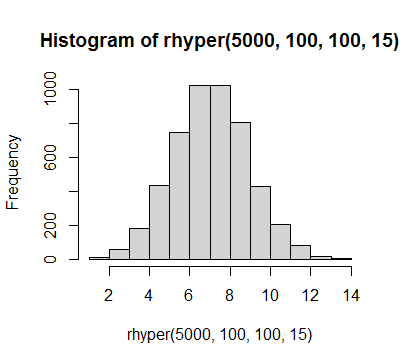 Histogram of rhyper(5000, 100, 100, 15)
Frequency
1000
600
200
0
2 4 6 8 10 12 14
rhyper(5000, 100, 100, 15)